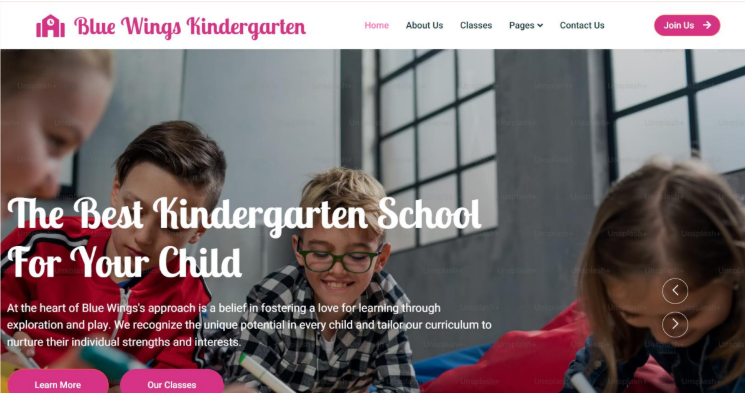 Blue Wings Kindergarten
Home About Us Classes Pages Contact Us
Join Us
The Best Kindergarten School
For Your Child
At the heart of Blue Wings's approach is a belief in fostering a love for learning through
exploration and play. We recognize the unique potential in every child and tailor our curriculum to
nurture their individual strengths and interests.
Learn More Our Classes
Unsplash+